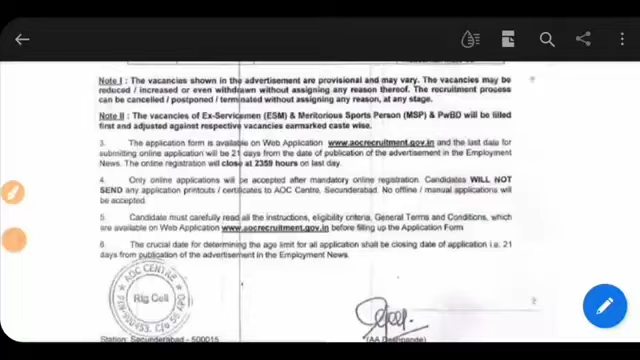 Note I : The vacancies shown in the advertisement are provisional and may vary. The vacancies may be
reduced / increased or even withdrawn without assigning any reason thereof. The recruitment process
can be cancelled / postponed / terminated without assigning any reason, at any stage.
Note II : The vacancies of Ex-Servicemen (ESM) & Meritorious Sports Person (MSP) & PwBD will be filled
first and adjusted against respective vacancies earmarked caste wise.
3. The application form is available on Web Application www.aocrecruitment.gov.in and the last date for
submitting online application will be 21 days from the date of publication of the advertisement in the Employment
News. The online registration will close at 2359 hours on last day.
4. Only online applications will be accepted after mandatory online registration. Candidates WILL NOT
SEND any application printouts / certificates to AOC Centre, Secunderabad. No offline / manual applications will
be accepted.
5. Candidate must carefully read all the instructions, eligibility criteria, General Terms and Conditions, which
are available on Web Application www.aocrecruitment.gov.in before filling up the Application Form.
6. The crucial date for determining the age limit for all application shall be closing date of application i.e. 21
days from publication of the advertisement in the Employment News.
AOC CENTRE
Rtg Cell
PIN-900453, C/o 56 APO
Station: Secunderabad - 500015
(AA Deshpande)